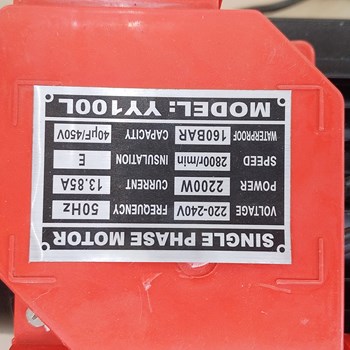 SINGLE PHASE MOTOR
VOLTAGE 220-240V FREQUENCY 50Hz
POWER 2200W CURRENT 13.85A
SPEED 2800r/min INSULATION E
WATERPROOF 160BAR CAPACITY 40μF/450V
MODEL: YY100L